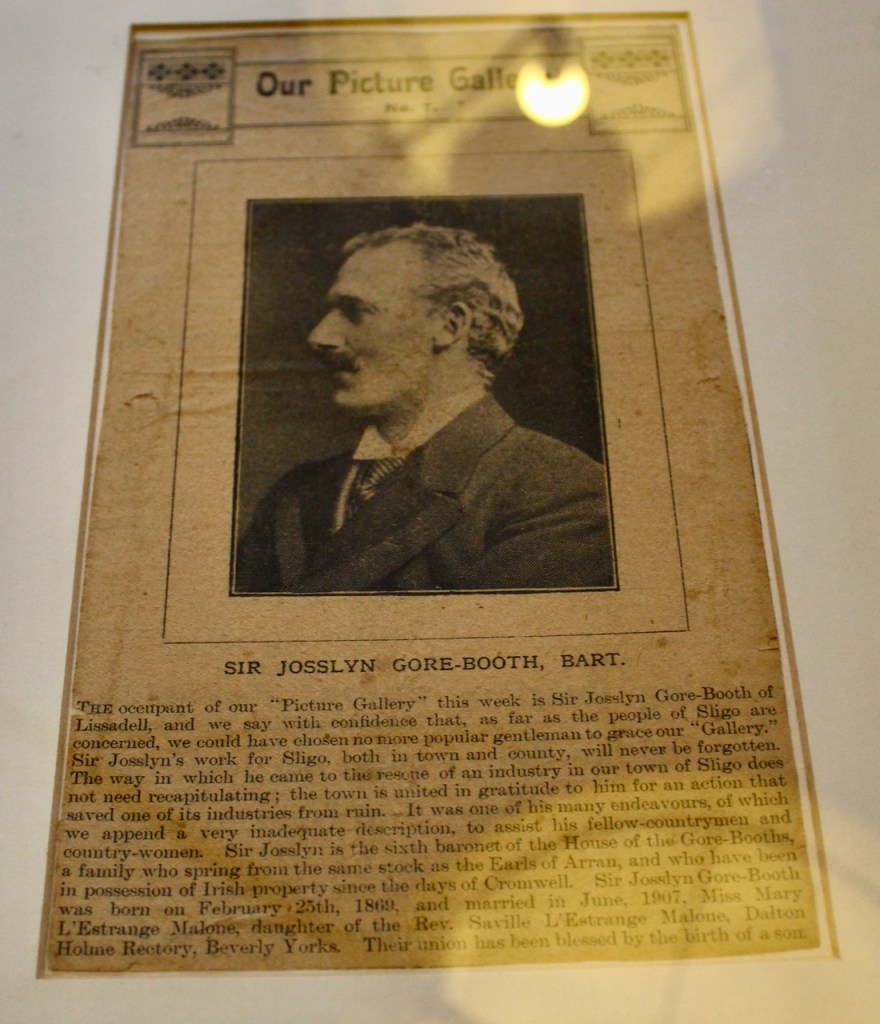 Our Picture Galle
No. 7.
SIR JOSSLYN GORE-BOOTH, BART.
THE occupant of our "Picture Gallery" this week is Sir Josslyn Gore-Booth of
Lissadell, and we say with confidence that, as far as the people of Sligo are
concerned, we could have chosen no more popular gentleman to grace our "Gallery."
Sir Josslyn's work for Sligo, both in town and county, will never be forgotten.
The way in which he came to the rescue of an industry in our town of Sligo does
not need recapitulating; the town is united in gratitude to him for an action that
saved one of its industries from ruin. It was one of his many endeavours, of which
we append a very inadequate description, to assist his fellow-countrymen and
country-women. Sir Josslyn is the sixth baronet of the House of the Gore-Booths,
a family who spring from the same stock as the Earls of Arran, and who have been
in possession of Irish property since the days of Cromwell. Sir Josslyn Gore-Booth
was born on February 25th, 1869, and married in June, 1907, Miss Mary
L'Estrange Malone, daughter of the Rev. Saville L'Estrange Malone, Dalton
Holme Rectory, Beverly Yorks. Their union has been blessed by the birth of a son.